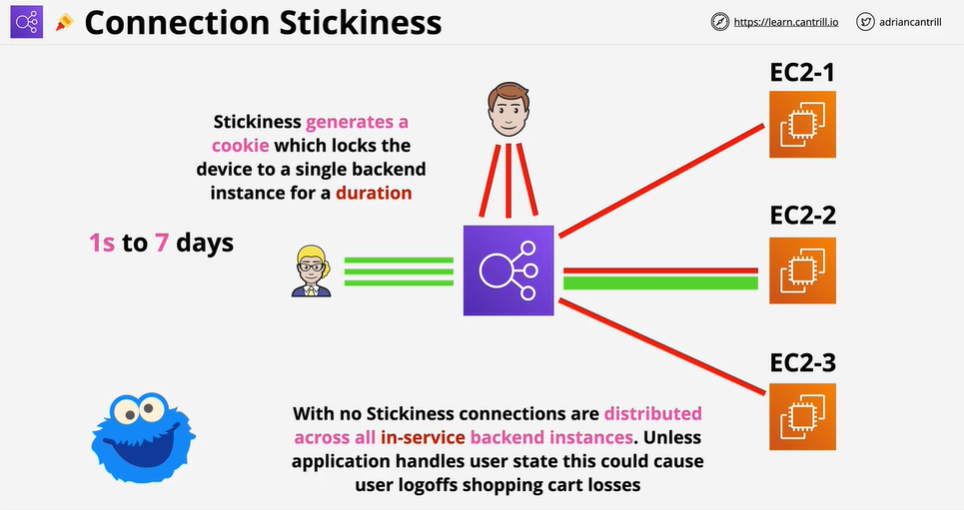 Connection Stickiness
https://learn.cantrill.io
adriancantrill
EC2-1
Stickiness generates a
cookie which locks the
device to a single backend
instance for a duration
1s to 7 days
EC2-2
EC2-3
With no Stickiness connections are distributed
across all in-service backend instances. Unless
application handles user state this could cause
user logoffs shopping cart losses